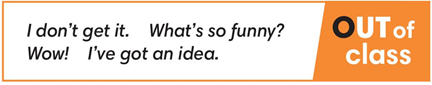 I don't get it.    What's so funny?
Wow!    I've got an idea.
OUT of
class